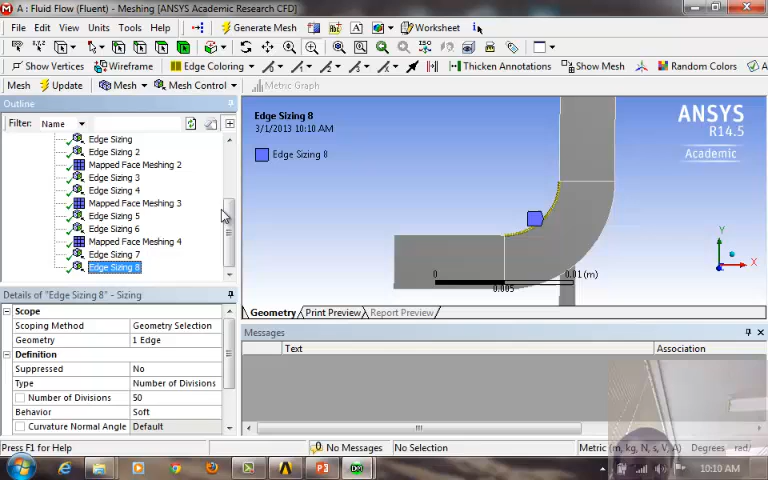 A : Fluid Flow (Fluent) - Meshing [ANSYS Academic Research CFD]
File Edit View Units Tools Help Generate Mesh A Worksheet
Show Vertices Wireframe Edge Coloring Thicken Annotations Show Mesh Random Colors
Mesh Update Mesh Mesh Control Metric Graph
Outline
Filter: Name
Edge Sizing
Edge Sizing 2
Mapped Face Meshing 2
Edge Sizing 3
Edge Sizing 4
Mapped Face Meshing 3
Edge Sizing 5
Edge Sizing 6
Mapped Face Meshing 4
Edge Sizing 7
Edge Sizing 8
Details of "Edge Sizing 8" - Sizing
Scope
Scoping Method Geometry Selection
Geometry 1 Edge
Definition
Suppressed No
Type Number of Divisions
Number of Divisions 50
Behavior Soft
Curvature Normal Angle Default
Edge Sizing 8
3/1/2013 10:10 AM
Edge Sizing 8
ANSYS
R14.5
Academic
Y
X
0 0.01 (m)
0.005
Geometry Print Preview Report Preview
Messages
Text Association
Press F1 for Help No Messages No Selection Metric (m, kg, N, s, V, A) Degrees rad/
10:10 AM